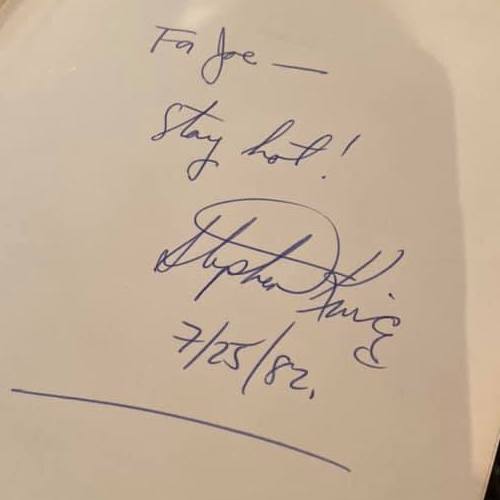 For Joe —
Stay hot!
Stephen King
7/25/82.